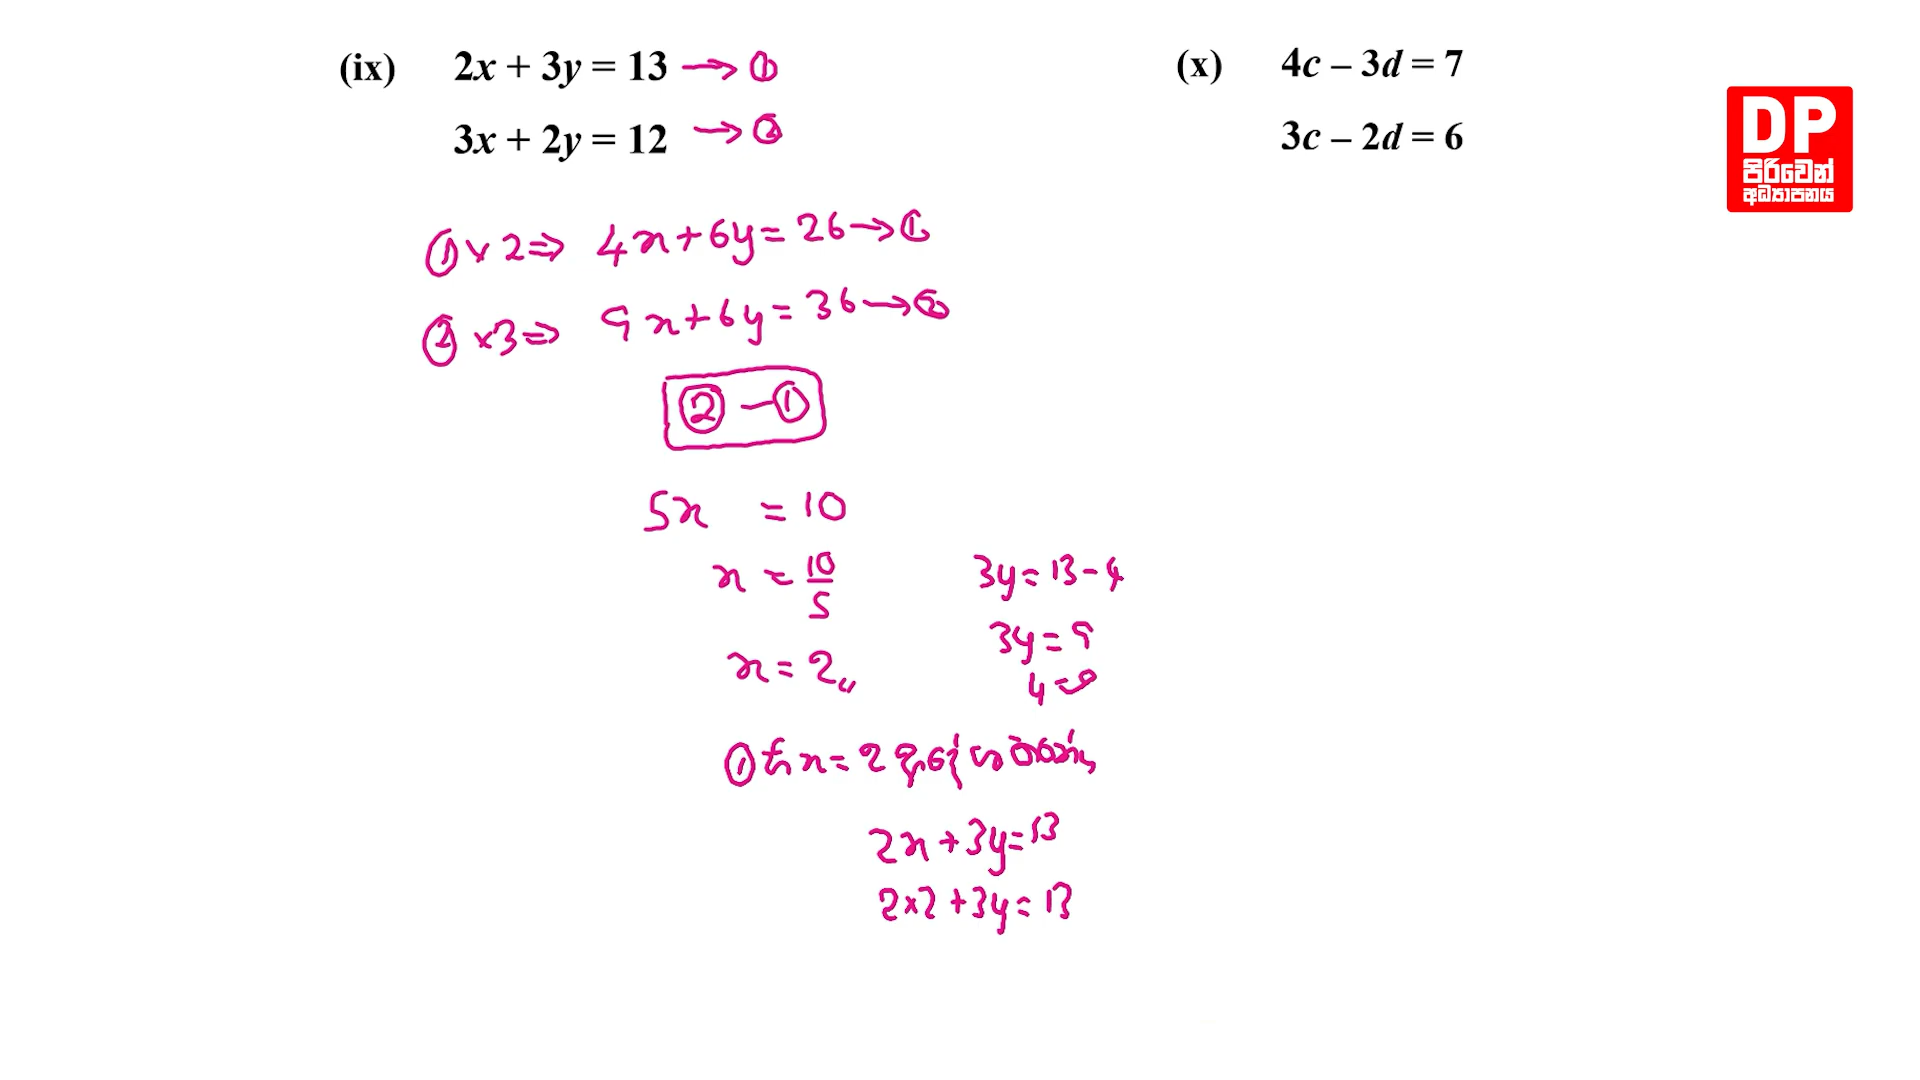 (ix) 2x + 3y = 13 → ①
3x + 2y = 12 → ②
(x) 4c – 3d = 7
3c – 2d = 6
DP
පිරිවෙන්
අධ්‍යාපනය
① × 2 ⇒ 4x + 6y = 26 → ①
② × 3 ⇒ 9x + 6y = 36 → ②
② – ①
5x = 10
x = 10/5
x = 2
① න් x = 2
2x + 3y = 13
2×2 + 3y = 13
3y = 13 - 4
3y = 9